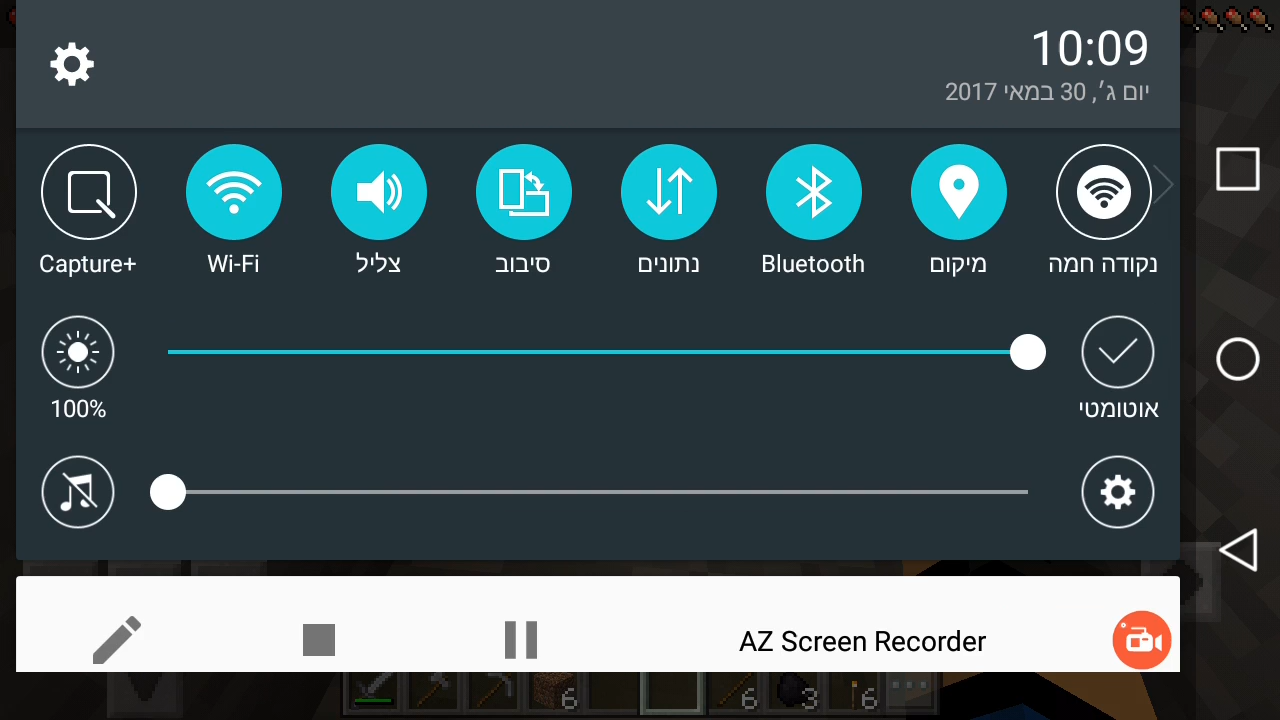 10:09
יום ג׳, 30 במאי 2017
Capture+
Wi-Fi
צליל
סיבוב
נתונים
Bluetooth
מיקום
נקודה חמה
100%
אוטומטי
AZ Screen Recorder
6
6
3
6